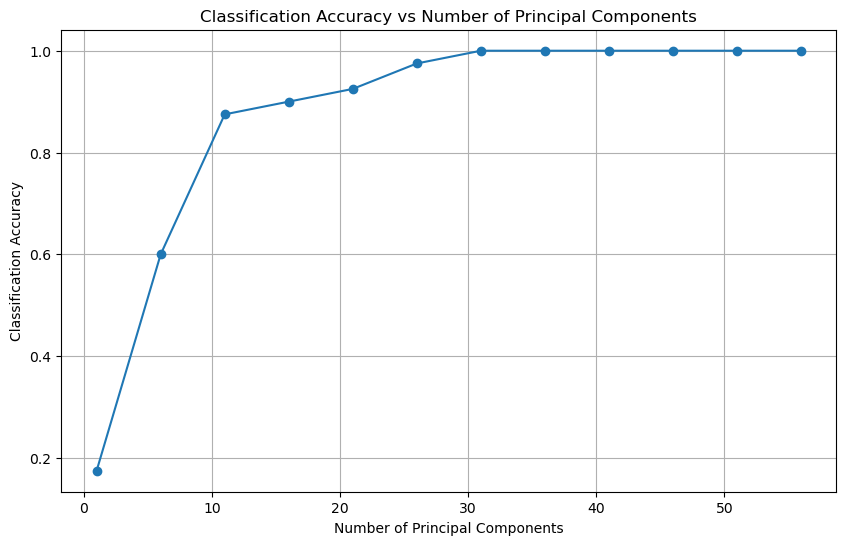 Classification Accuracy vs Number of Principal Components
1.0
0.8
0.6
0.4
0.2
Classification Accuracy
0 10 20 30 40 50
Number of Principal Components